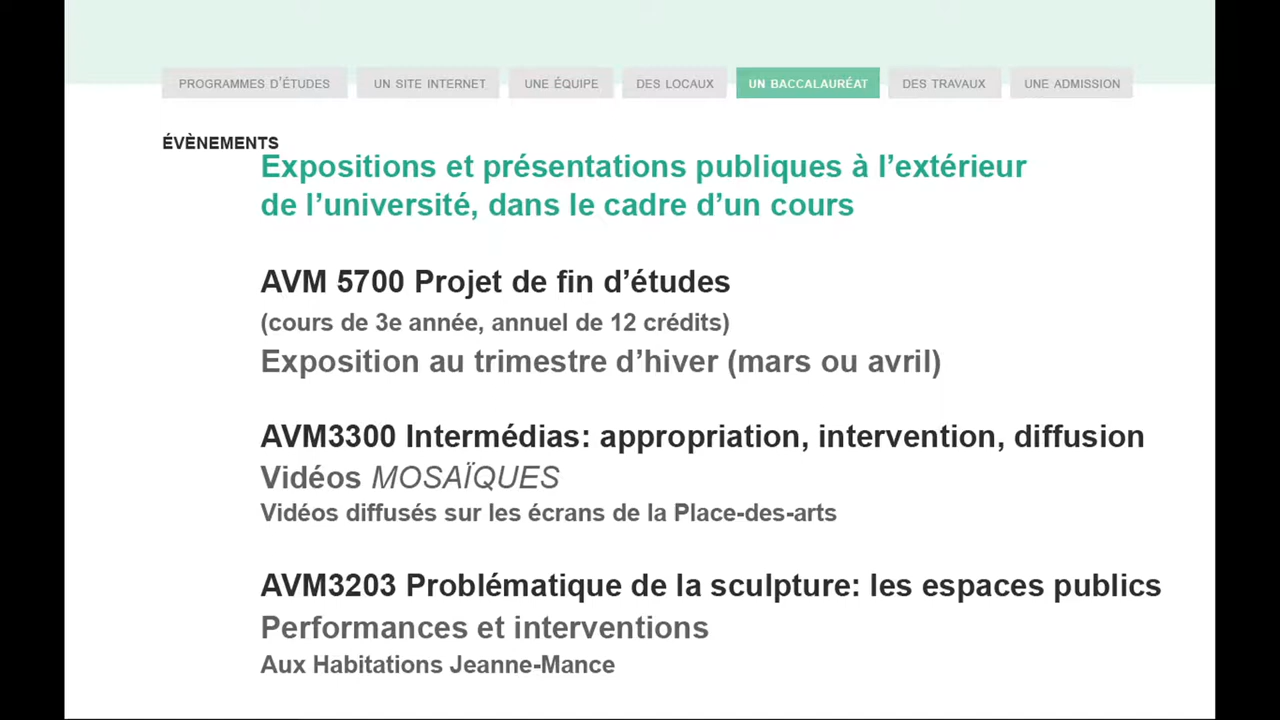 PROGRAMMES D'ÉTUDES UN SITE INTERNET UNE ÉQUIPE DES LOCAUX UN BACCALAURÉAT DES TRAVAUX UNE ADMISSION
ÉVÈNEMENTS
Expositions et présentations publiques à l’extérieur
de l’université, dans le cadre d’un cours
AVM 5700 Projet de fin d’études
(cours de 3e année, annuel de 12 crédits)
Exposition au trimestre d’hiver (mars ou avril)
AVM3300 Intermédias: appropriation, intervention, diffusion
Vidéos MOSAÏQUES
Vidéos diffusés sur les écrans de la Place-des-arts
AVM3203 Problématique de la sculpture: les espaces publics
Performances et interventions
Aux Habitations Jeanne-Mance